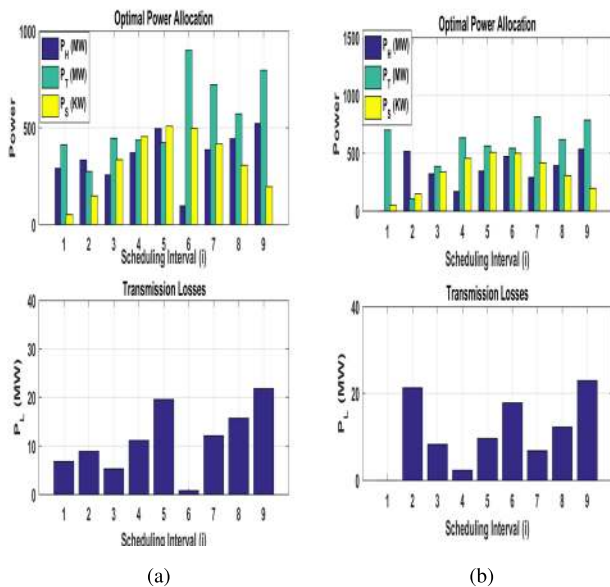 Optimal Power Allocation
1000
500
0
Power
P_H (MW)
P_T (MW)
P_S (KW)
1 2 3 4 5 6 7 8 9
Scheduling Interval (i)
Transmission Losses
40
30
20
10
0
P_L (MW)
1 2 3 4 5 6 7 8 9
Scheduling Interval (i)
(a)
Optimal Power Allocation
1500
1000
500
0
Power
P_H (MW)
P_T (MW)
P_S (KW)
1 2 3 4 5 6 7 8 9
Scheduling Interval (i)
Transmission Losses
40
20
0
P_L (MW)
1 2 3 4 5 6 7 8 9
Scheduling Interval (i)
(b)